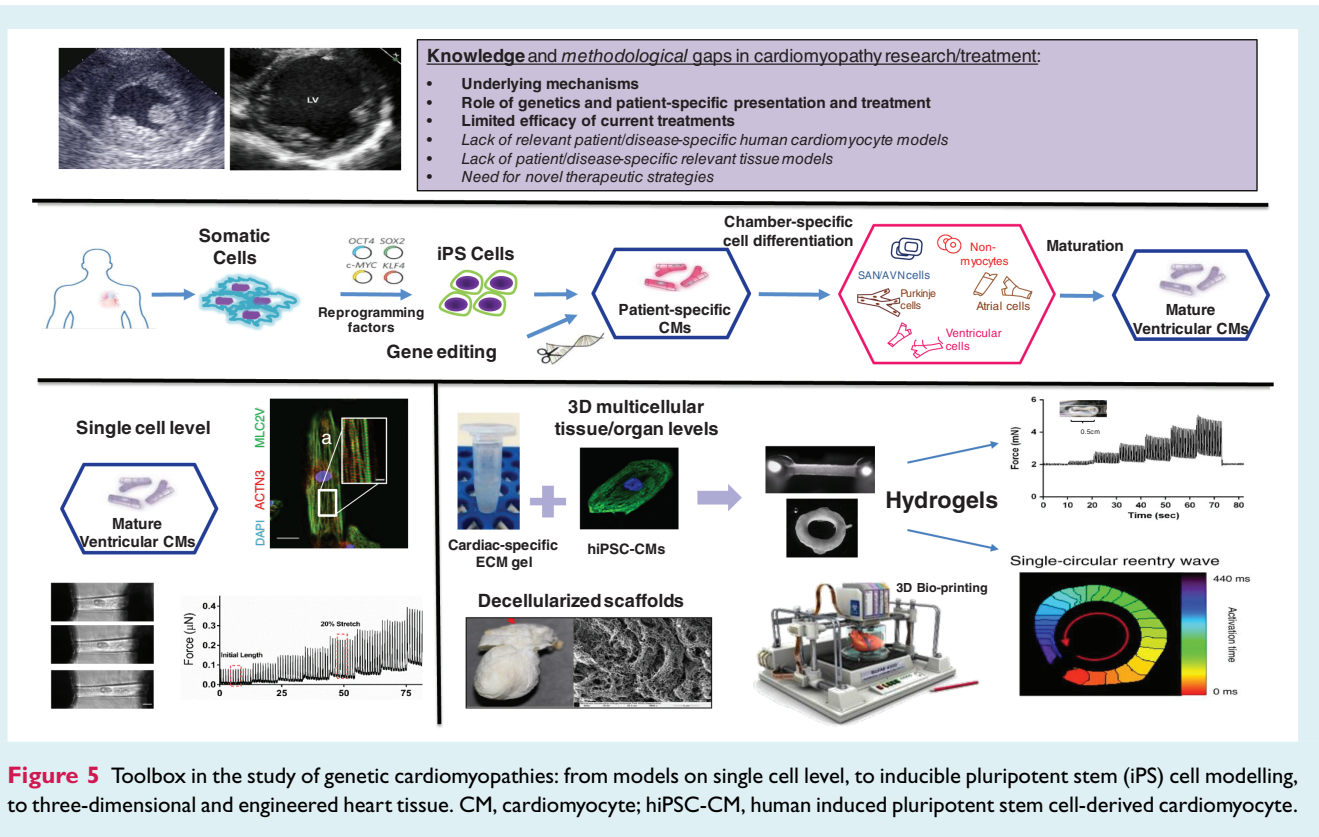 LV
Knowledge and methodological gaps in cardiomyopathy research/treatment:
• Underlying mechanisms
• Role of genetics and patient-specific presentation and treatment
• Limited efficacy of current treatments
• Lack of relevant patient/disease-specific human cardiomyocyte models
• Lack of patient/disease-specific relevant tissue models
• Need for novel therapeutic strategies
Somatic
Cells
OCT4 SOX2
c-MYC KLF4
Reprogramming
factors
iPS Cells
Gene editing
Patient-specific
CMs
Chamber-specific
cell differentiation
SAN/AVNcells
Non-
myocytes
Purkinje
cells
Atrial cells
Ventricular
cells
Maturation
Mature
Ventricular CMs
Single cell level
Mature
Ventricular CMs
DAPI ACTN3 MLC2V
a
Force (µN)
0.4
0.3
0.2
0.1
0.0
Initial Length
20% Stretch
0 25 50 75
3D multicellular
tissue/organ levels
Cardiac-specific
ECM gel
hiPSC-CMs
Hydrogels
Decellularized scaffolds
3D Bio-printing
Force (mN)
6
4
2
0
0.5cm
0 10 20 30 40 50 60 70 80
Time (sec)
Single-circular reentry wave
440 ms
Activation time
0 ms
Figure 5 Toolbox in the study of genetic cardiomyopathies: from models on single cell level, to inducible pluripotent stem (iPS) cell modelling,
to three-dimensional and engineered heart tissue. CM, cardiomyocyte; hiPSC-CM, human induced pluripotent stem cell-derived cardiomyocyte.